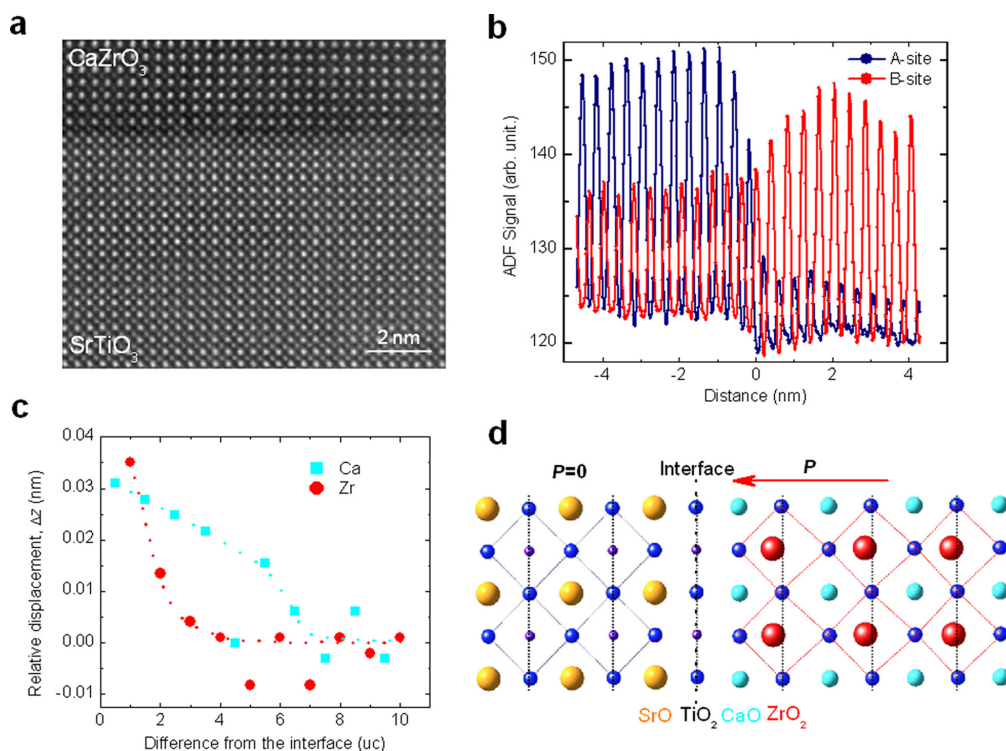 a
CaZrO3
SrTiO3
2 nm
b
A-site
B-site
150
140
130
120
ADF Signal (arb. unit.)
-4
-2
0
2
4
Distance (nm)
c
Ca
Zr
0.04
0.03
0.02
0.01
0.00
-0.01
Relative displacement, ΔZ (nm)
0
2
4
6
8
10
Difference from the interface (uc)
d
P=0
Interface
P
SrO TiO2 CaO ZrO2